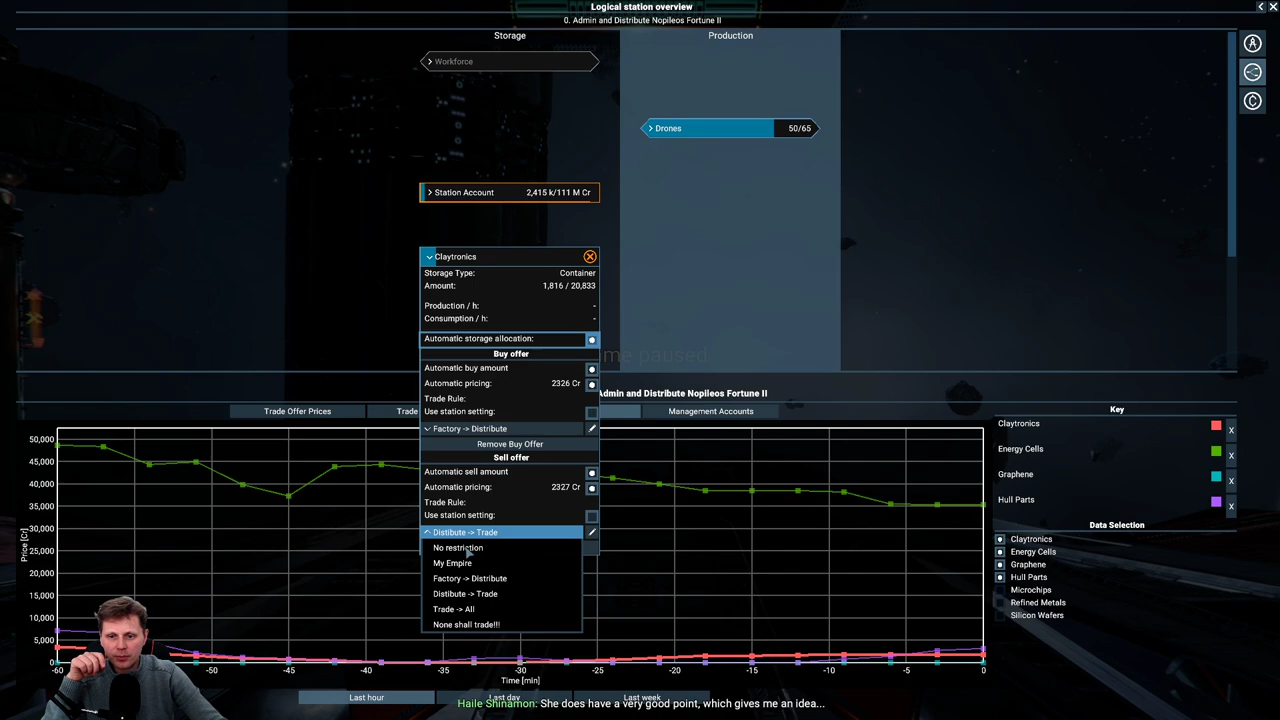 Logical station overview
0. Admin and Distribute Nopileos Fortune II
Storage
Production
Workforce
Drones 50/65
Station Account 2,415 k/111 M Cr
Claytronics
Storage Type: Container
Amount: 1,816 / 20,833
Production / h: -
Consumption / h: -
Automatic storage allocation:
Buy offer
Automatic buy amount
Automatic pricing: 2326 Cr
Trade Rule:
Use station setting:
Factory -> Distribute
Remove Buy Offer
Sell offer
Automatic sell amount
Automatic pricing: 2327 Cr
Trade Rule:
Use station setting:
Distibute -> Trade
No restriction
My Empire
Factory -> Distribute
Distibute -> Trade
Trade -> All
None shall trade!!!
me paused
Admin and Distribute Nopileos Fortune II
Trade Offer Prices
Trade
Management Accounts
Price [Cr]
50,000
45,000
40,000
35,000
30,000
25,000
20,000
15,000
10,000
5,000
0
-60
-50
-45
-40
-35
-30
-25
-20
-15
-10
-5
0
Time [min]
Key
Claytronics X
Energy Cells X
Graphene X
Hull Parts X
Data Selection
Claytronics
Energy Cells
Graphene
Hull Parts
Microchips
Refined Metals
Silicon Wafers
Last hour
Last day
Last week
Haile Shinamon: She does have a very good point, which gives me an idea...